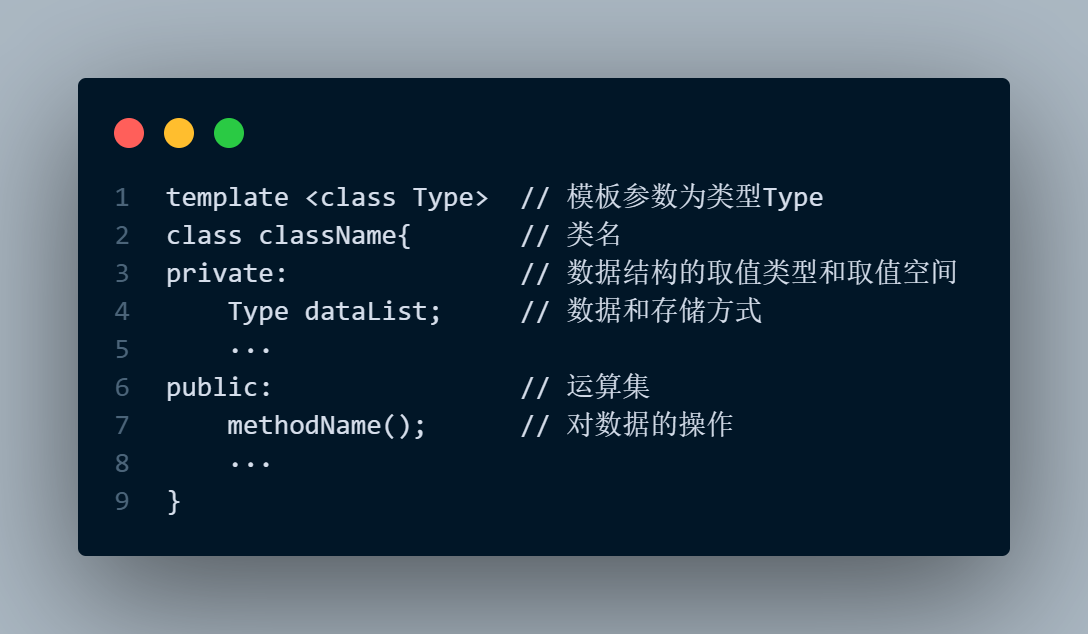 1 template <class Type>  // 模板参数为类型Type
2 class className{       // 类名
3 private:               // 数据结构的取值类型和取值空间
4     Type dataList;     // 数据和存储方式
5     ...
6 public:                // 运算集
7     methodName();      // 对数据的操作
8     ...
9 }